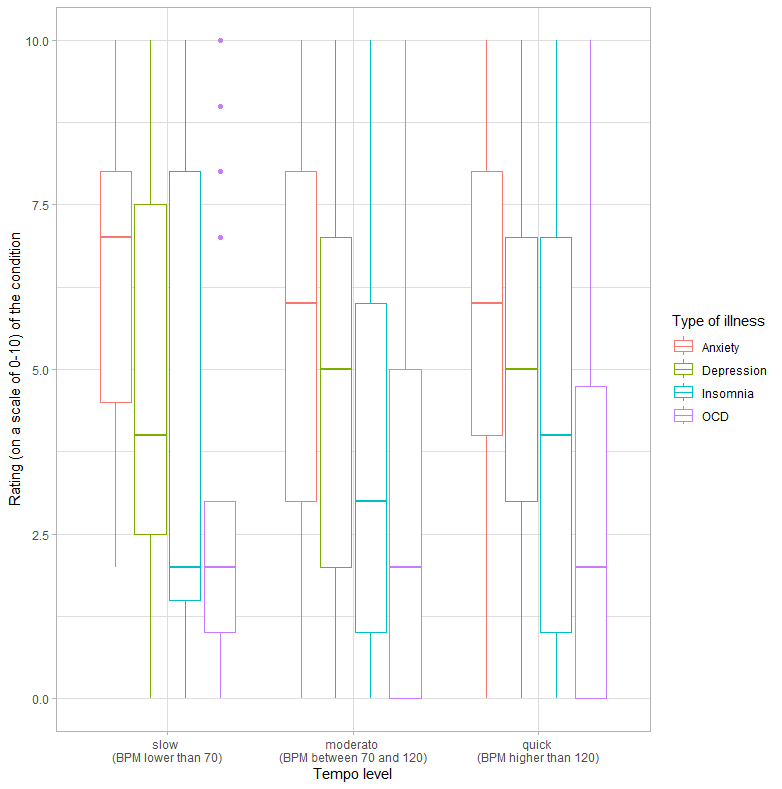 Rating (on a scale of 0-10) of the condition
10.0
7.5
5.0
2.5
0.0
slow
(BPM lower than 70)
moderato
(BPM between 70 and 120)
quick
(BPM higher than 120)
Tempo level
Type of illness
Anxiety
Depression
Insomnia
OCD